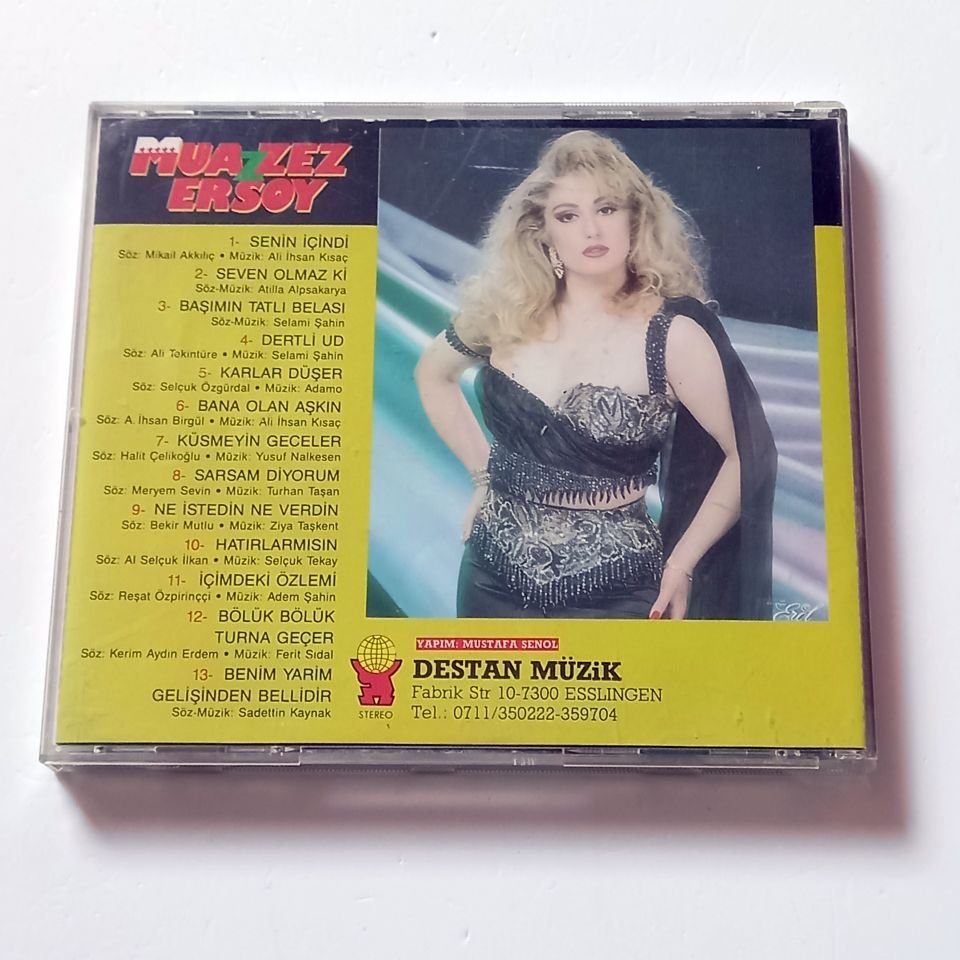 MUAZZEZ
ERSOY
1- SENİN İÇİNDİ
Söz: Mikail Akkılıç • Müzik: Ali İhsan Kısaç
2- SEVEN OLMAZ Kİ
Söz-Müzik: Atilla Alpsakarya
3- BAŞIMIN TATLI BELASI
Söz-Müzik: Selami Şahin
4- DERTLİ UD
Söz: Ali Tekintüre • Müzik: Selami Şahin
5- KARLAR DÜŞER
Söz: Selçuk Özgürdal • Müzik: Adamo
6- BANA OLAN AŞKIN
Söz: A. İhsan Birgül • Müzik: Ali İhsan Kısaç
7- KÜSMEYİN GECELER
Söz: Halit Çelikoğlu • Müzik: Yusuf Nalkesen
8- SARSAM DİYORUM
Söz: Meryem Sevin • Müzik: Turhan Taşan
9- NE İSTEDİN NE VERDİN
Söz: Bekir Mutlu • Müzik: Ziya Taşkent
10- HATIRLARMISIN
Söz: Al Selçuk İlkan • Müzik: Selçuk Tekay
11- İÇİMDEKİ ÖZLEMİ
Söz: Reşat Özpirinççi • Müzik: Adem Şahin
12- BÖLÜK BÖLÜK
TURNA GEÇER
Söz: Kerim Aydın Erdem • Müzik: Ferit Sıdal
13- BENİM YARİM
GELİŞİNDEN BELLİDİR
Söz-Müzik: Sadettin Kaynak
STEREO
YAPIM: MUSTAFA SENOL
DESTAN MÜZiK
Fabrik Str 10-7300 ESSLINGEN
Tel.: 0711/350222-359704